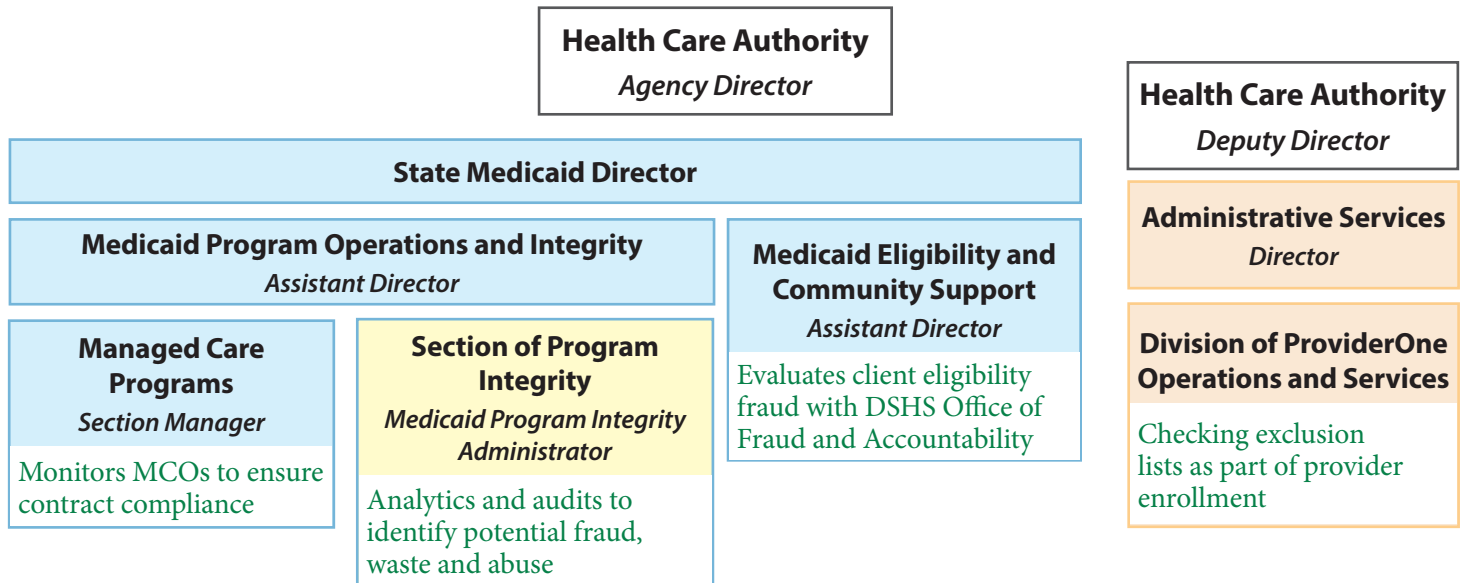 Health Care Authority
Agency Director
State Medicaid Director
Medicaid Program Operations and Integrity
Assistant Director
Managed Care
Programs
Section Manager
Monitors MCOs to ensure
contract compliance
Section of Program
Integrity
Medicaid Program Integrity
Administrator
Analytics and audits to
identify potential fraud,
waste and abuse
Medicaid Eligibility and
Community Support
Assistant Director
Evaluates client eligibility
fraud with DSHS Office of
Fraud and Accountability
Health Care Authority
Deputy Director
Administrative Services
Director
Division of ProviderOne
Operations and Services
Checking exclusion
lists as part of provider
enrollment